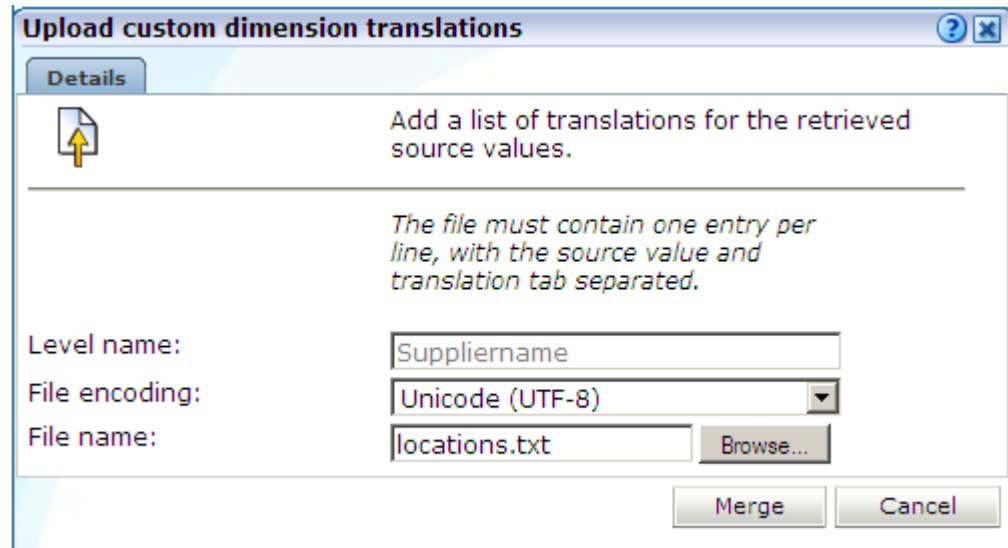 Upload custom dimension translations ?
Details
Add a list of translations for the retrieved
source values.
The file must contain one entry per
line, with the source value and
translation tab separated.
Level name: Suppliername
File encoding: Unicode (UTF-8)
File name: locations.txt Browse...
Merge Cancel